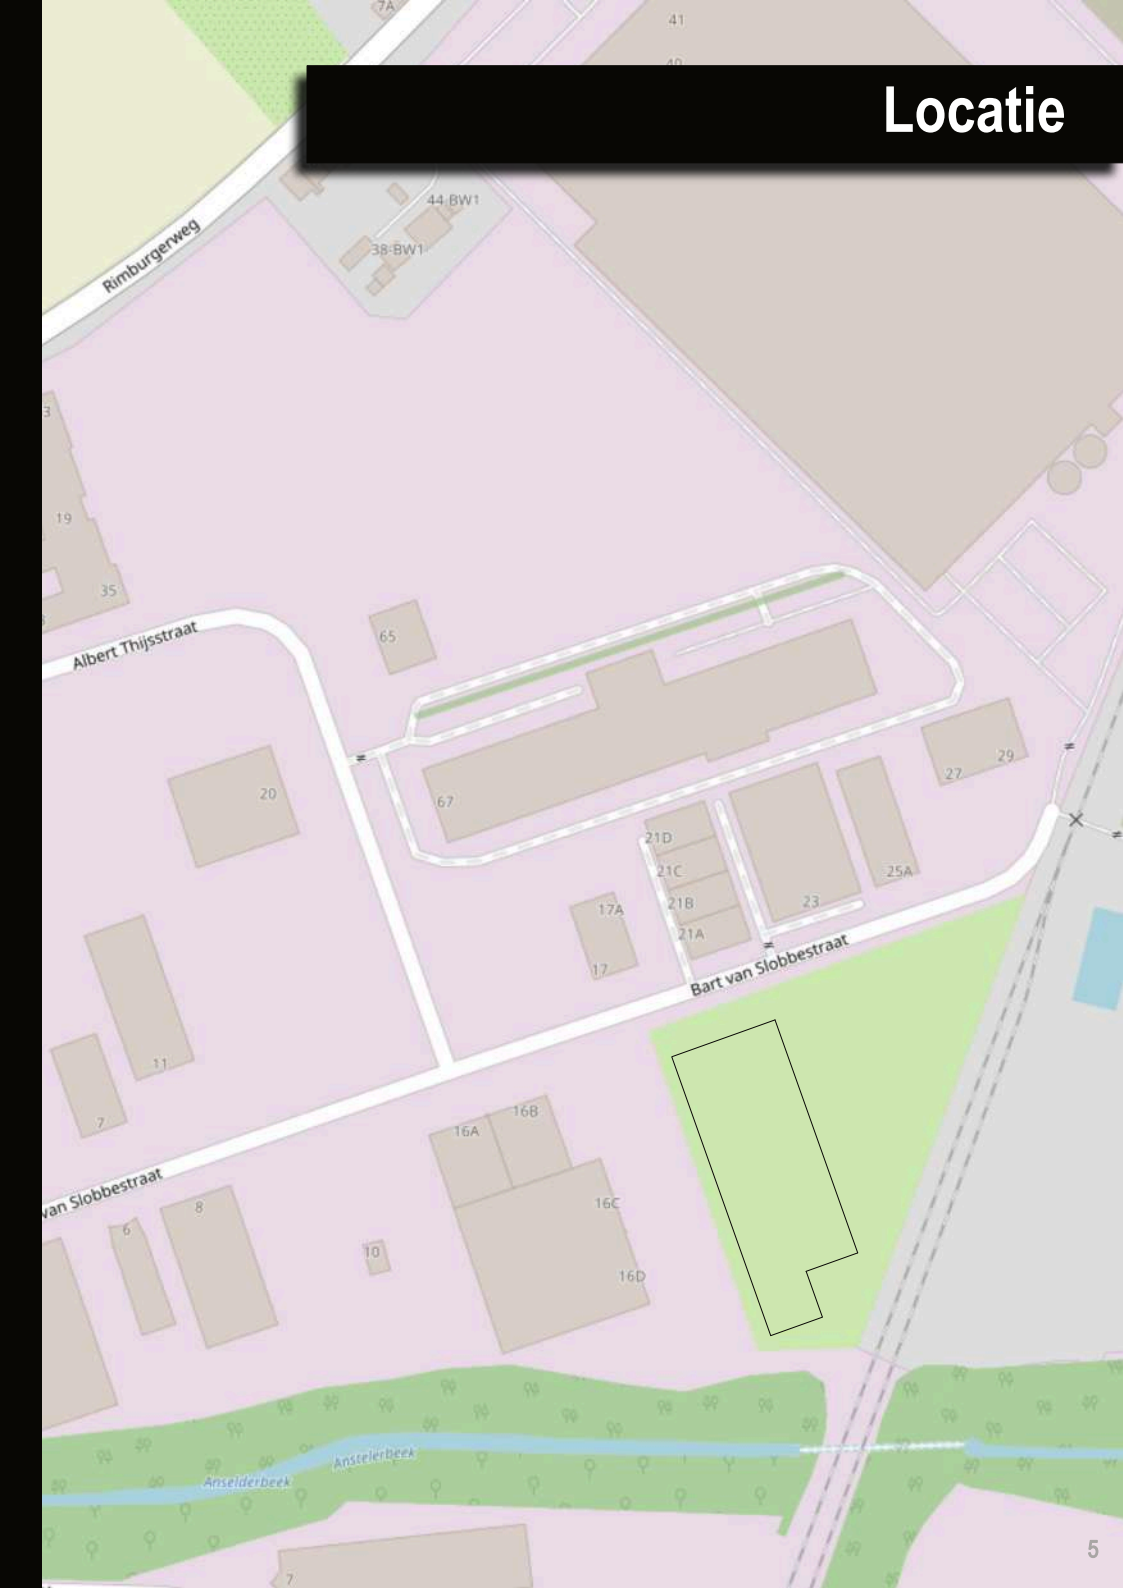 7A
41
40
Locatie
44-BW1
38-BW1
Rimburgerweg
3
19
35
Albert Thijsstraat
65
20
67
27
29
21D
21C
21B
21A
25A
23
17A
17
Bart van Slobbestraat
11
7
16A
16B
16C
16D
van Slobbestraat
6
8
10
Anstelerbeek
Anselderbeek
7
5